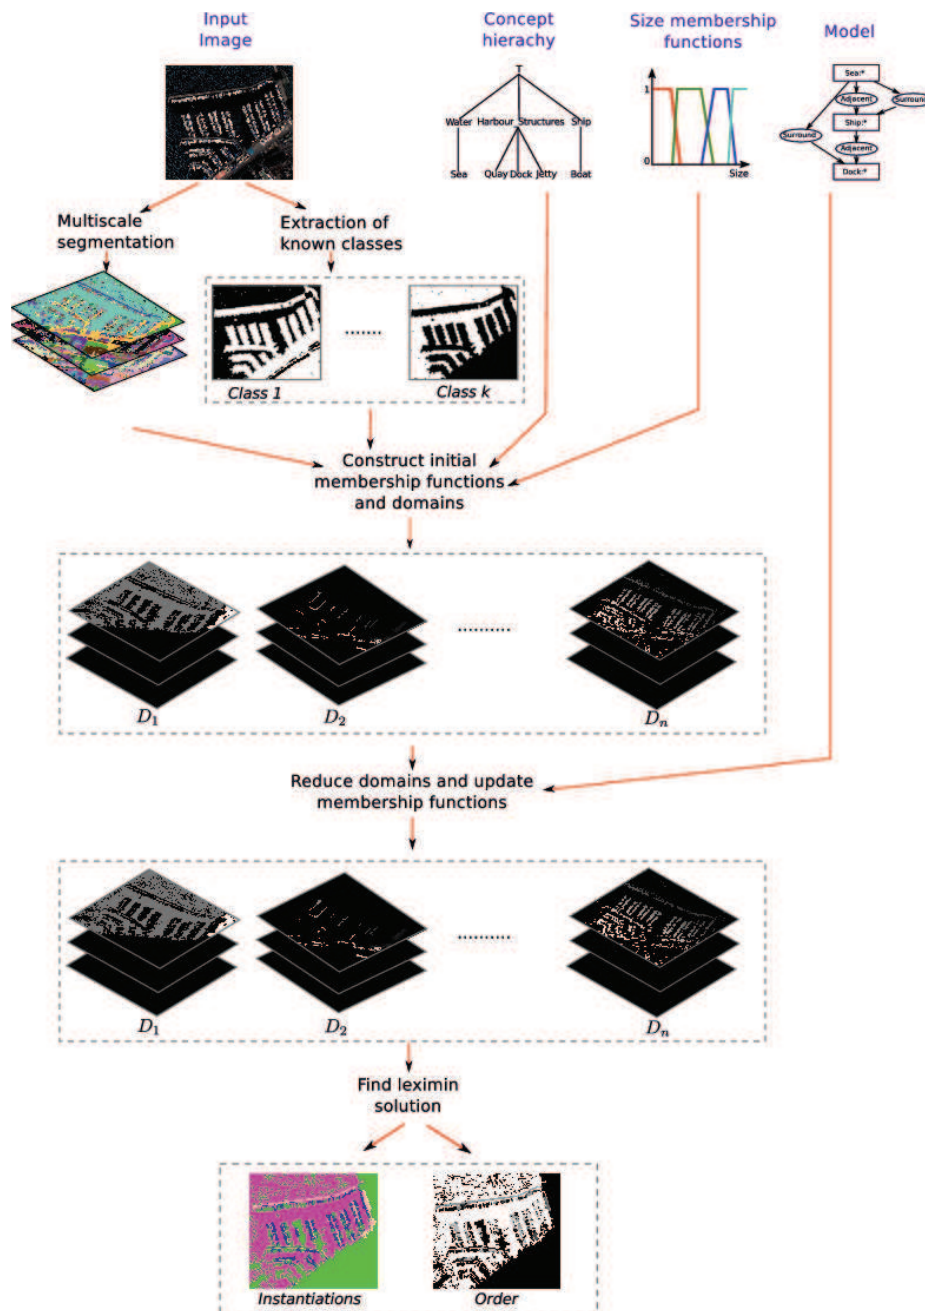 Input
Image
Concept
hierachy
Size membership
functions
Model
T
Water Harbour Structures Ship
Sea Quay Dock Jetty Boat
1
0
Size
Sea:*
Adjacent
Surround
Ship:*
Surround
Adjacent
Dock:*
Multiscale
segmentation
Extraction of
known classes
.......
Class 1
Class k
Construct initial
membership functions
and domains
..........
D1
D2
Dn
Reduce domains and update
membership functions
..........
D1
D2
Dn
Find leximin
solution
Instantiations
Order